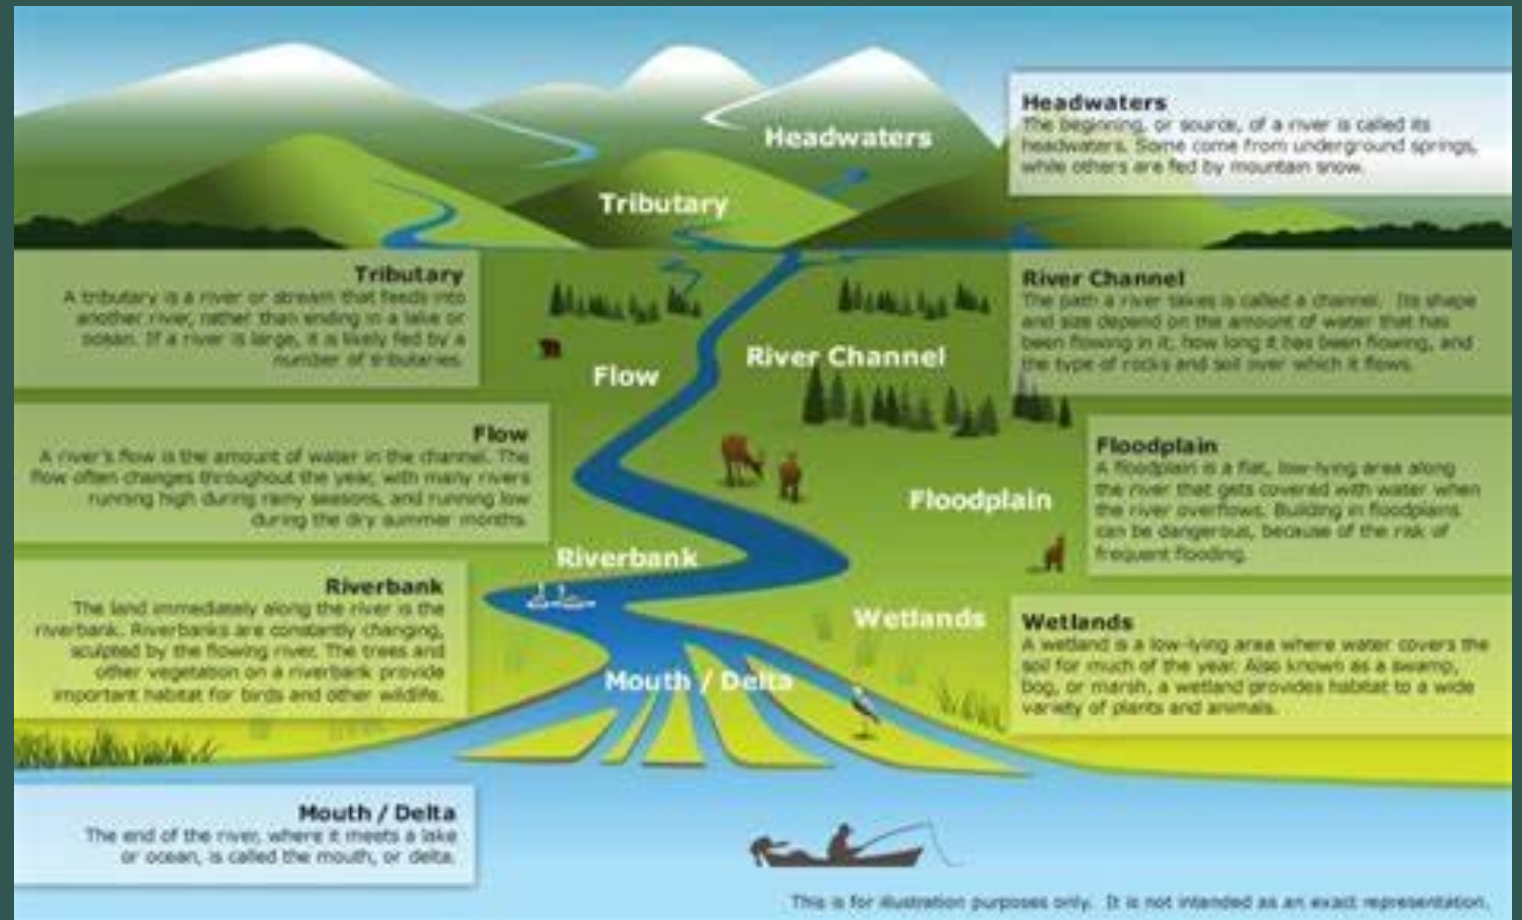 Headwaters
Headwaters
The beginning, or source, of a river is called its
headwaters. Some come from underground springs,
while others are fed by mountain snow.
Tributary
Tributary
A tributary is a river or stream that feeds into
another river, rather than ending in a lake or
ocean. If a river is large, it is likely fed by a
number of tributaries.
River Channel
The path a river takes is called a channel. Its shape
and size depend on the amount of water that has
been flowing in it, how long it has been flowing, and
the type of rocks and soil over which it flows.
River Channel
Flow
Flow
A river's flow is the amount of water in the channel. The
flow often changes throughout the year, with many rivers
running high during rainy seasons, and running low
during the dry summer months.
Floodplain
A floodplain is a flat, low-lying area along
the river that gets covered with water when
the river overflows. Building in floodplains
can be dangerous, because of the risk of
frequent flooding.
Floodplain
Riverbank
Riverbank
The land immediately along the river is the
riverbank. Riverbanks are constantly changing,
sculpted by the flowing river. The trees and
other vegetation on a riverbank provide
important habitat for birds and other wildlife.
Wetlands
Wetlands
A wetland is a low-lying area where water covers the
soil for much of the year. Also known as a swamp,
bog, or marsh, a wetland provides habitat to a wide
variety of plants and animals.
Mouth / Delta
Mouth / Delta
The end of the river, where it meets a lake
or ocean, is called the mouth, or delta.
This is for illustration purposes only. It is not intended as an exact representation.